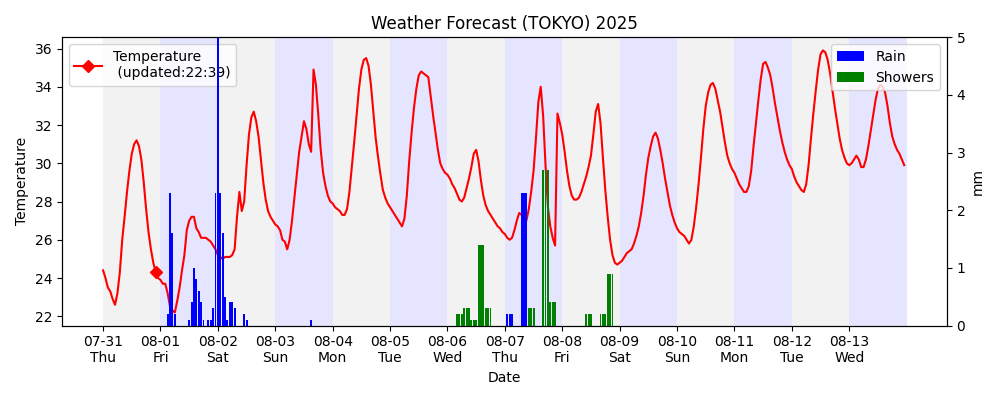 Weather Forecast (TOKYO) 2025
Temperature
(updated:22:39)
Rain
Showers
36
34
32
30
28
26
24
22
Temperature
5
4
3
2
1
0
mm
07-31 08-01 08-02 08-03 08-04 08-05 08-06 08-07 08-08 08-09 08-10 08-11 08-12 08-13
Thu Fri Sat Sun Mon Tue Wed Thu Fri Sat Sun Mon Tue Wed
Date